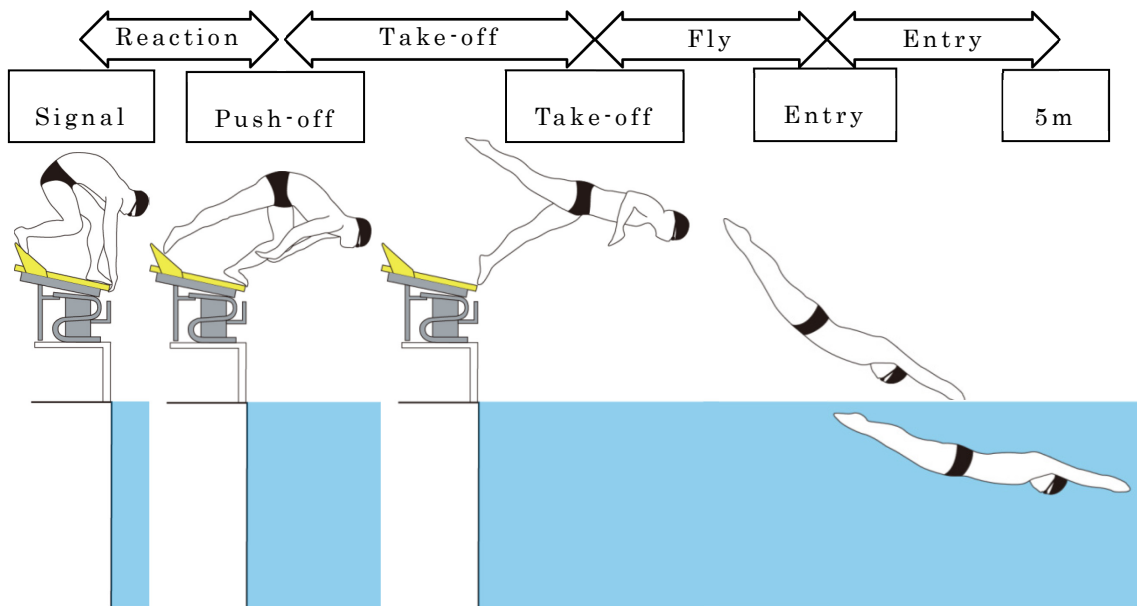 Reaction
Take-off
Fly
Entry
Signal
Push-off
Take-off
Entry
5m